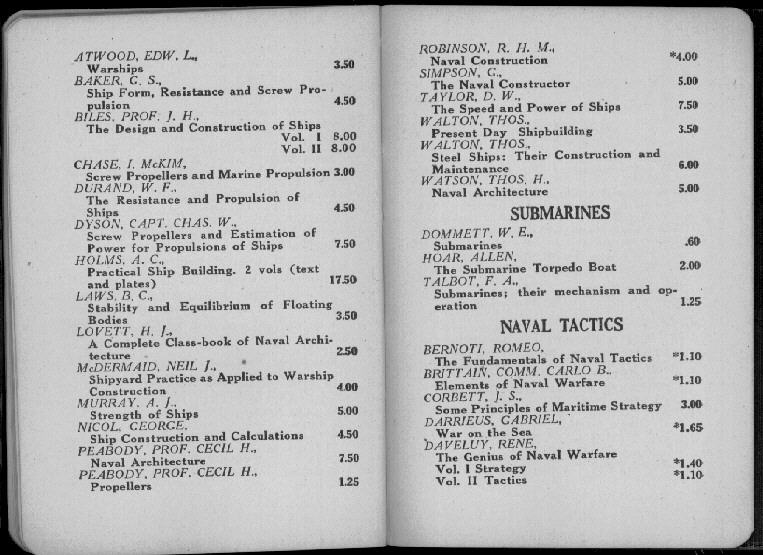 ATWOOD, EDW. L.,
Warships 3.50
BAKER, G. S.,
Ship Form, Resistance and Screw Pro-
pulsion 4.50
BILES, PROF. J. H.,
The Design and Construction of Ships
Vol. I 8.00
Vol. II 8.00
CHASE, I. McKIM,
Screw Propellers and Marine Propulsion 3.00
DURAND, W. F.,
The Resistance and Propulsion of
Ships 4.50
DYSON, CAPT. CHAS. W.,
Screw Propellers and Estimation of
Power for Propulsions of Ships 7.50
HOLMS, A. C.,
Practical Ship Building. 2 vols (text
and plates) 17.50
LAWS, B. C.,
Stability and Equilibrium of Floating
Bodies 3.50
LOVETT, H. J.,
A Complete Class-book of Naval Archi-
tecture 2.50
McDERMAID, NEIL J.,
Shipyard Practice as Applied to Warship
Construction 4.00
MURRAY, A. J.,
Strength of Ships 5.00
NICOL, GEORGE,
Ship Construction and Calculations 4.50
PEABODY, PROF. CECIL H.,
Naval Architecture 7.50
PEABODY, PROF. CECIL H.,
Propellers 1.25
ROBINSON, R. H. M.,
Naval Construction *4.00
SIMPSON, G.,
The Naval Constructor 5.00
TAYLOR, D. W.,
The Speed and Power of Ships 7.50
WALTON, THOS.,
Present Day Shipbuilding 3.50
WALTON, THOS.,
Steel Ships: Their Construction and
Maintenance 6.00
WATSON, THOS. H.,
Naval Architecture 5.00
SUBMARINES
DOMMETT, W. E.,
Submarines .60
HOAR, ALLEN,
The Submarine Torpedo Boat 2.00
TALBOT, F. A.,
Submarines; their mechanism and op-
eration 1.25
NAVAL TACTICS
BERNOTI, ROMEO,
The Fundamentals of Naval Tactics *1.10
BRITTAIN, COMM. CARLO B.,
Elements of Naval Warfare *1.10
CORBETT, J. S.,
Some Principles of Maritime Strategy 3.00
DARRIEUS, GABRIEL,
War on the Sea *1.65
DAVELUY, RENE,
The Genius of Naval Warfare
Vol. I Strategy *1.40
Vol. II Tactics *1.10